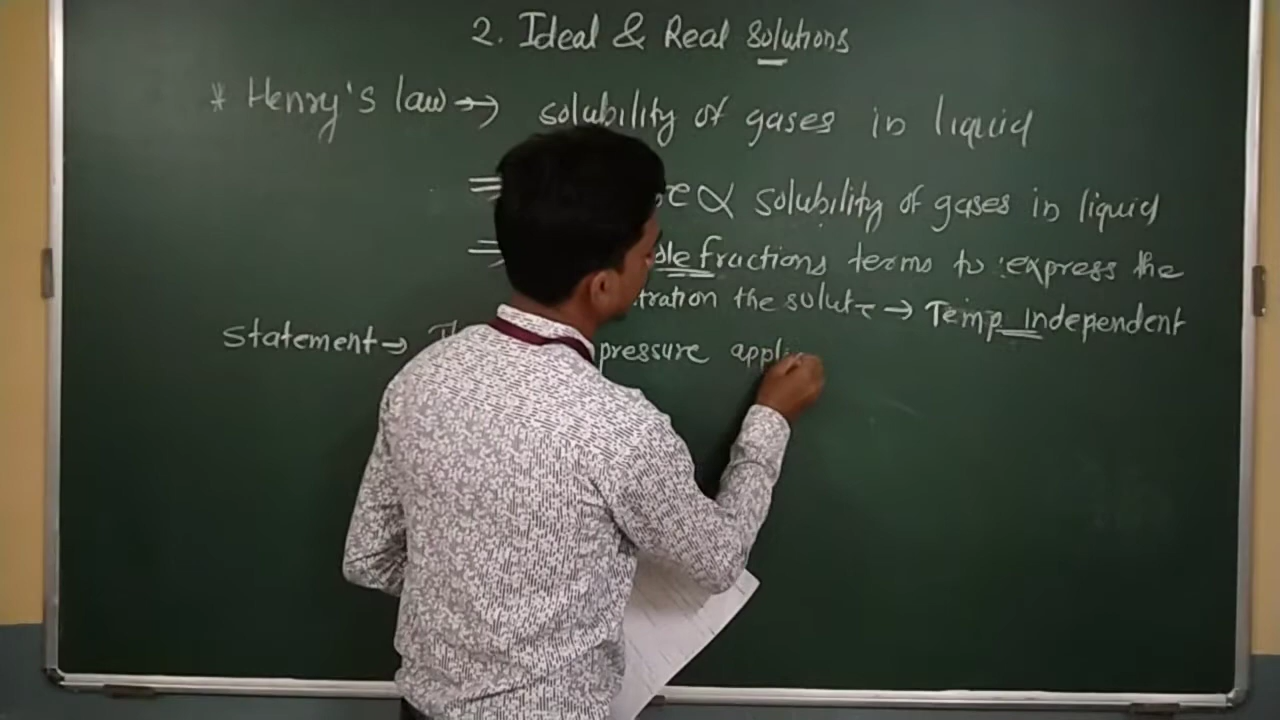 2. Ideal & Real Solutions
* Henry's law → solubility of gases in liquid
∝ solubility of gases in liquid
fractions terms to express the
the solute → Temp independent
Statement → pressure appli